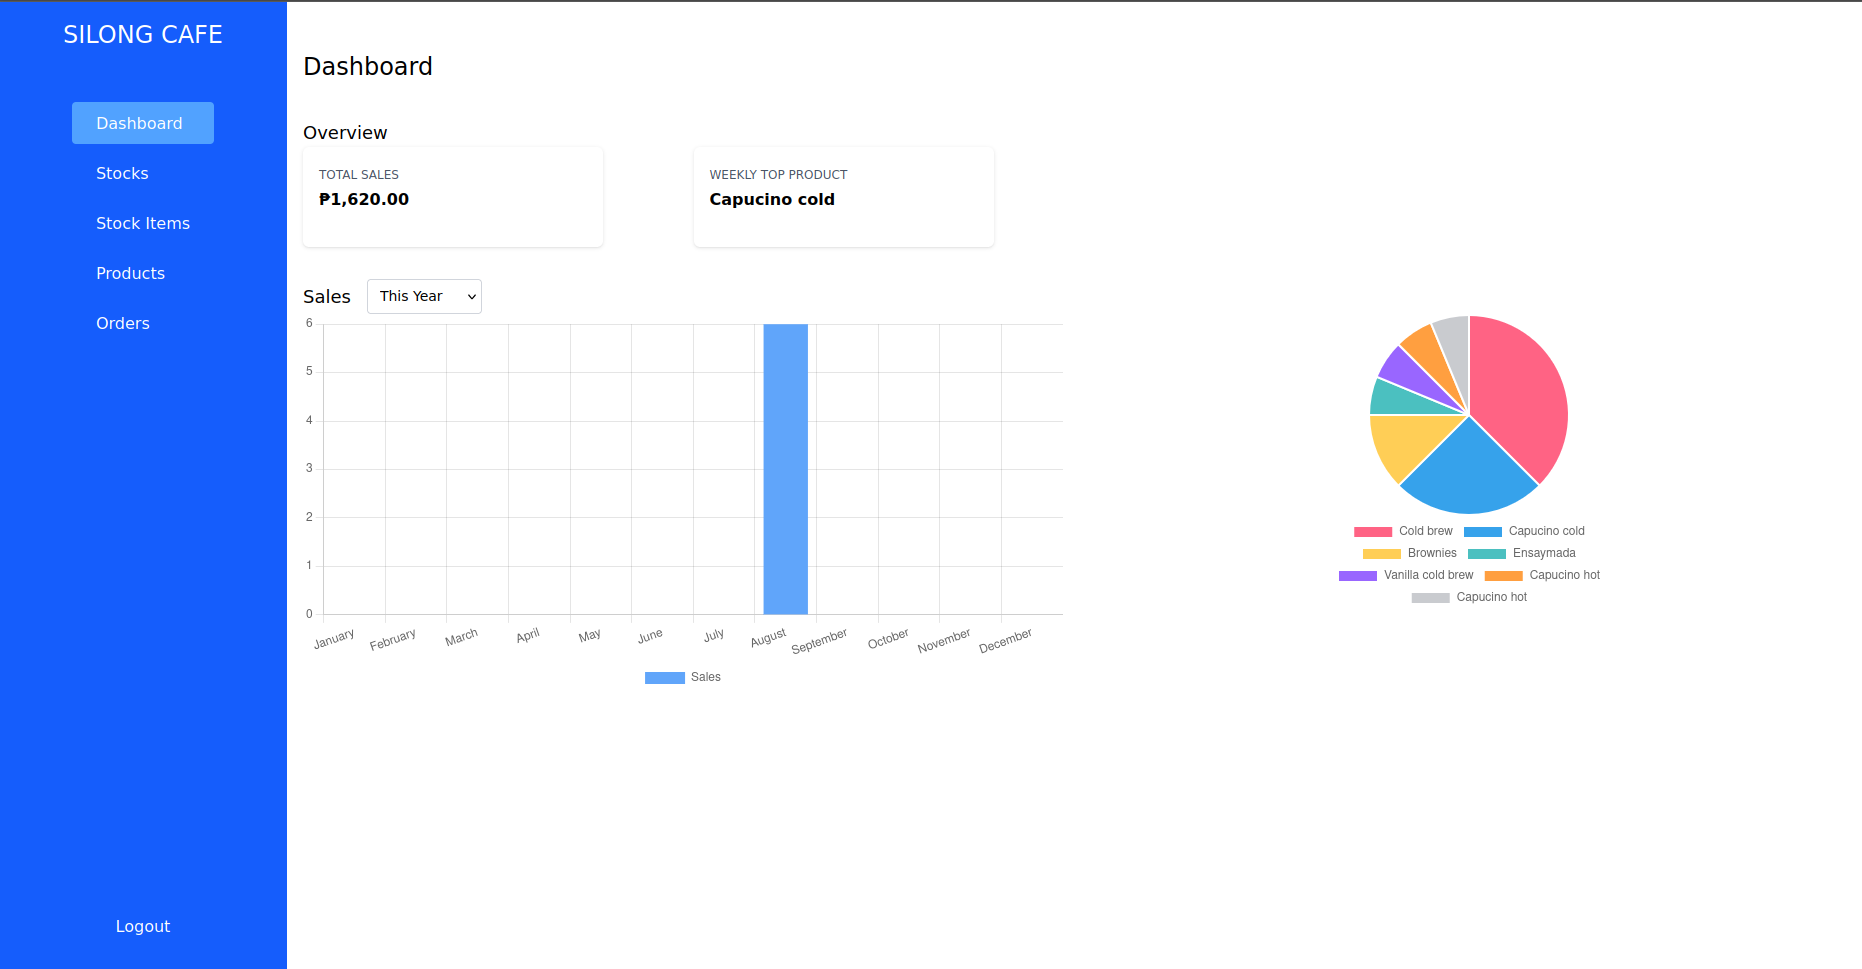 SILONG CAFE
Dashboard
Stocks
Stock Items
Products
Orders
Logout
Dashboard
Overview
TOTAL SALES
₱1,620.00
WEEKLY TOP PRODUCT
Capucino cold
Sales This Year
6
5
4
3
2
1
0
January February March April May June July August September October November December
Sales
Cold brew Capucino cold
Brownies Ensaymada
Vanilla cold brew Capucino hot
Capucino hot